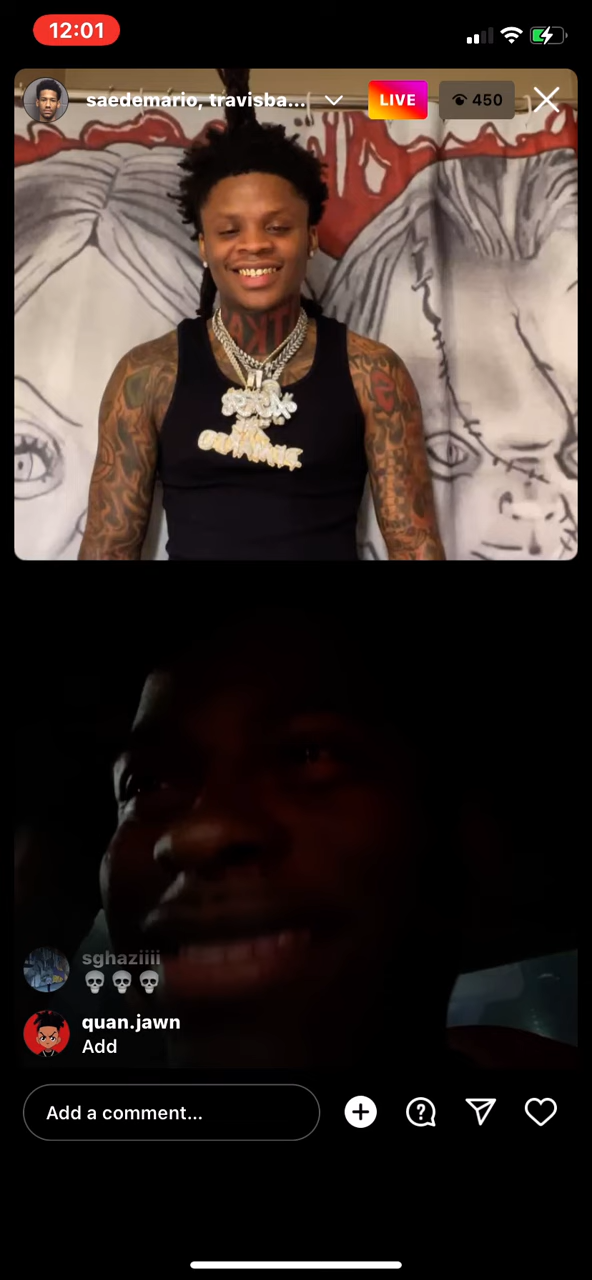 12:01
saedemario, travisba...
LIVE
450
sghaziiii
💀💀💀
quan.jawn
Add
Add a comment...